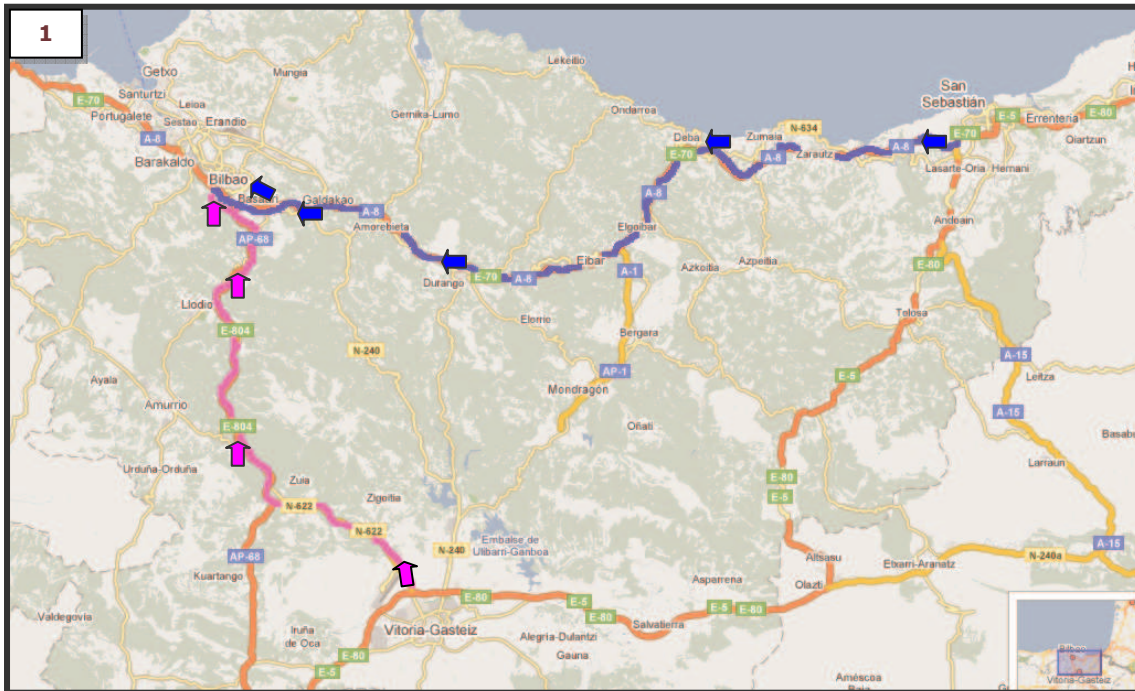 1
Getxo
Mungia
Lekeitio
Santurtzi
E-70
Leioa
Portugalete
Sestao
Erandio
Gernika-Lumo
Ondarroa
San
Sebastián
E-5
E-80
Errenteria
Oiartzun
A-8
Barakaldo
Deba
Zumaia
N-634
E-70
E-70
A-8
Zarautz
A-8
Lasarte-Oria
Hernani
Bilbao
Basauri
Galdakao
A-8
A-8
Amorebieta
Elgoibar
Andoain
AP-68
Eibar
A-1
Azkoitia
Azpeitia
E-80
Durango
E-70
A-8
Llodio
Elorrio
Tolosa
E-804
Bergara
N-240
A-15
AP-1
E-5
Leitza
Ayala
Mondragón
Amurrio
A-15
E-804
Oñati
Urduña-Orduña
Larraun
Zuia
E-80
E-5
Zigoitia
N-622
N-622
Embalse de
Ulibarri-Ganboa
AP-68
N-240
Altsasu
N-240a
A-15
Kuartango
Asparrena
Olazti
Etxarri-Aranatz
E-80
E-5
E-5
E-80
Valdegovia
Iruña
de Oca
Vitoria-Gasteiz
E-80
Salvatierra
Alegría-Dulantzi
Gauna
E-5
Améscoa
Baja
Bilbao
Vitoria-Gasteiz